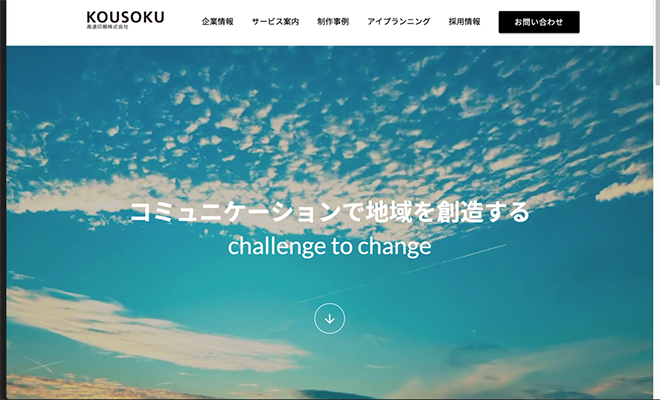 KOUSOKU
高速印刷株式会社
企業情報 サービス案内 制作事例 アイプランニング 採用情報 お問い合わせ
コミュニケーションで地域を創造する
challenge to change